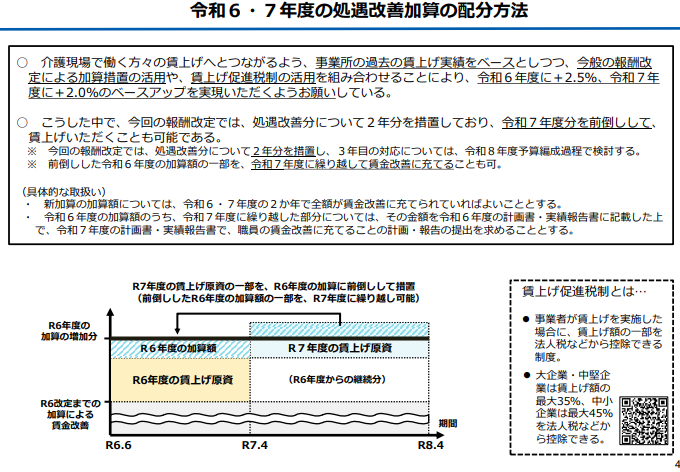 令和６・７年度の処遇改善加算の配分方法
○　介護現場で働く方々の賃上げへとつながるよう、事業所の過去の賃上げ実績をベースとしつつ、今般の報酬改
定による加算措置の活用や、賃上げ促進税制の活用を組み合わせることにより、令和６年度に+2.5%、令和７年
度に+2.0%のベースアップを実現いただくようお願いしている。
○　こうした中で、今回の報酬改定では、処遇改善分について２年分を措置しており、令和７年度分を前倒しして、
賃上げいただくことも可能である。
※　今回の報酬改定では、処遇改善分について２年分を措置し、３年目の対応については、令和８年度予算編成過程で検討する。
※　前倒しした令和６年度の加算額の一部を、令和７年度に繰り越して賃金改善に充てることも可。
（具体的な取扱い）
・　新加算の加算額については、令和６・７年度の２か年で全額が賃金改善に充てられていればよいこととする。
・　令和６年度の加算額のうち、令和７年度に繰り越した部分については、その金額を令和６年度の計画書・実績報告書に記載した上
で、令和７年度の計画書・実績報告書で、職員の賃金改善に充てることの計画・報告の提出を求めることとする。
R7年度の賃上げ原資の一部を、R6年度の加算に前倒しして措置
（前倒ししたR6年度の加算額の一部を、R7年度に繰り越し可能）
R6年度の
加算の増加分
R６年度の加算額
R７年度の賃上げ原資
R6年度の賃上げ原資
（R6年度からの継続分）
R6改定までの
加算による
賃金改善
期間
R6.6
R7.4
R8.4
賃上げ促進税制とは…
● 事業者が賃上げを実施した
場合に、賃上げ額の一部を
法人税などから控除できる
制度。
● 大企業・中堅企
業は賃上げ額の
最大35%、中小
企業は最大45%
を法人税などか
ら控除できる。
4